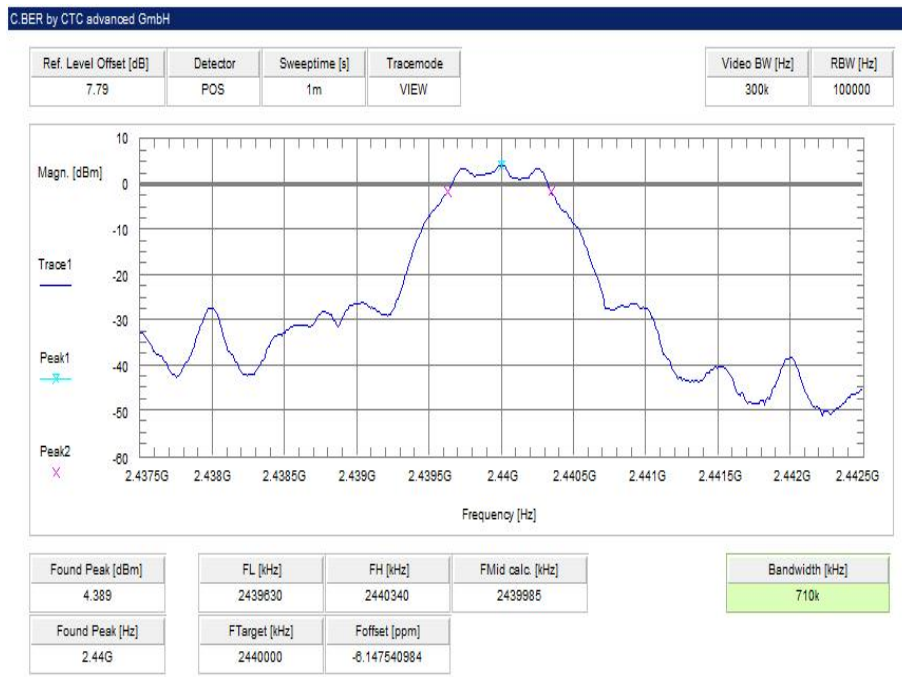 C.BER by CTC advanced GmbH
Ref. Level Offset [dB] Detector Sweeptime [s] Tracemode Video BW [Hz] RBW [Hz]
7.79 POS 1m VIEW 300k 100000
Magn. [dBm]
10
0
-10
-20
-30
-40
-50
-60
Trace1
Peak1
Peak2
2.4375G 2.438G 2.4385G 2.439G 2.4395G 2.44G 2.4405G 2.441G 2.4415G 2.442G 2.4425G
Frequency [Hz]
Found Peak [dBm] FL [kHz] FH [kHz] FMid calc. [kHz] Bandwidth [kHz]
4.389 2439630 2440340 2439985 710k
Found Peak [Hz] FTarget [kHz] Foffset [ppm]
2.44G 2440000 -6.147540984